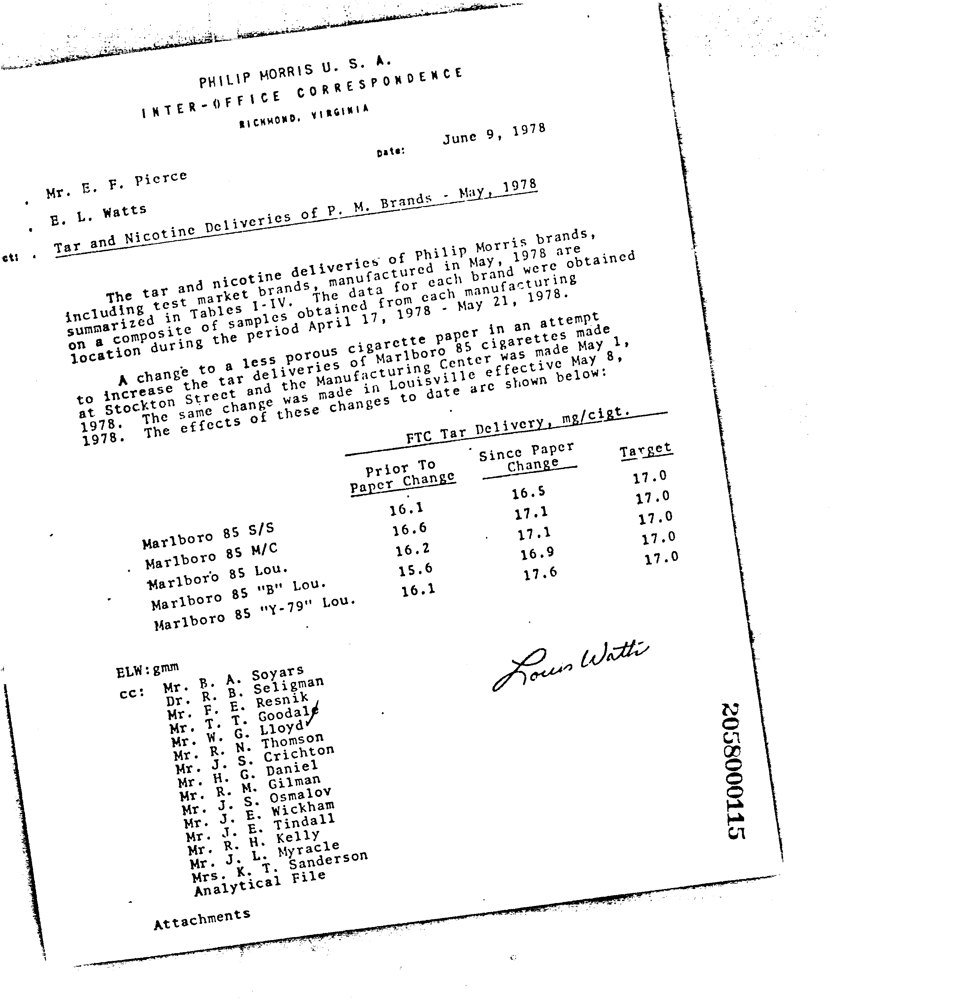 PHILIP MORRIS U. S. A.
INTER-OFFICE CORRESPONDENCE
RICHMOND, VIRGINIA
Date: June 9, 1978
. Mr. E. F. Pierce
. E. L. Watts
ct: . Tar and Nicotine Deliveries of P. M. Brands - May, 1978
The tar and nicotine deliveries of Philip Morris brands,
including test market brands, manufactured in May, 1978 are
summarized in Tables I-IV. The data for each brand were obtained
on a composite of samples obtained from each manufacturing
location during the period April 17, 1978 - May 21, 1978.
A change to a less porous cigarette paper in an attempt
to increase the tar deliveries of Marlboro 85 cigarettes made
at Stockton Street and the Manufacturing Center was made May 1,
1978. The same change was made in Louisville effective May 8,
1978. The effects of these changes to date are shown below:
FTC Tar Delivery, mg/cigt.
Prior To Since Paper Target
Paper Change Change
Marlboro 85 S/S 16.1 16.5 17.0
Marlboro 85 M/C 16.6 17.1 17.0
Marlboro 85 Lou. 16.2 17.1 17.0
Marlboro 85 "B" Lou. 15.6 16.9 17.0
Marlboro 85 "Y-79" Lou. 16.1 17.6 17.0
Louis Watts
ELW:gmm
cc: Mr. B. A. Soyars
Dr. R. B. Seligman
Mr. F. E. Resnik
Mr. T. T. Goodale
Mr. W. G. Lloyd
Mr. R. N. Thomson
Mr. J. S. Crichton
Mr. H. G. Daniel
Mr. R. M. Gilman
Mr. J. S. Osmalov
Mr. J. E. Wickham
Mr. J. E. Tindall
Mr. R. H. Kelly
Mr. J. L. Myracle
Mrs. K. T. Sanderson
Analytical File
Attachments
2058000115